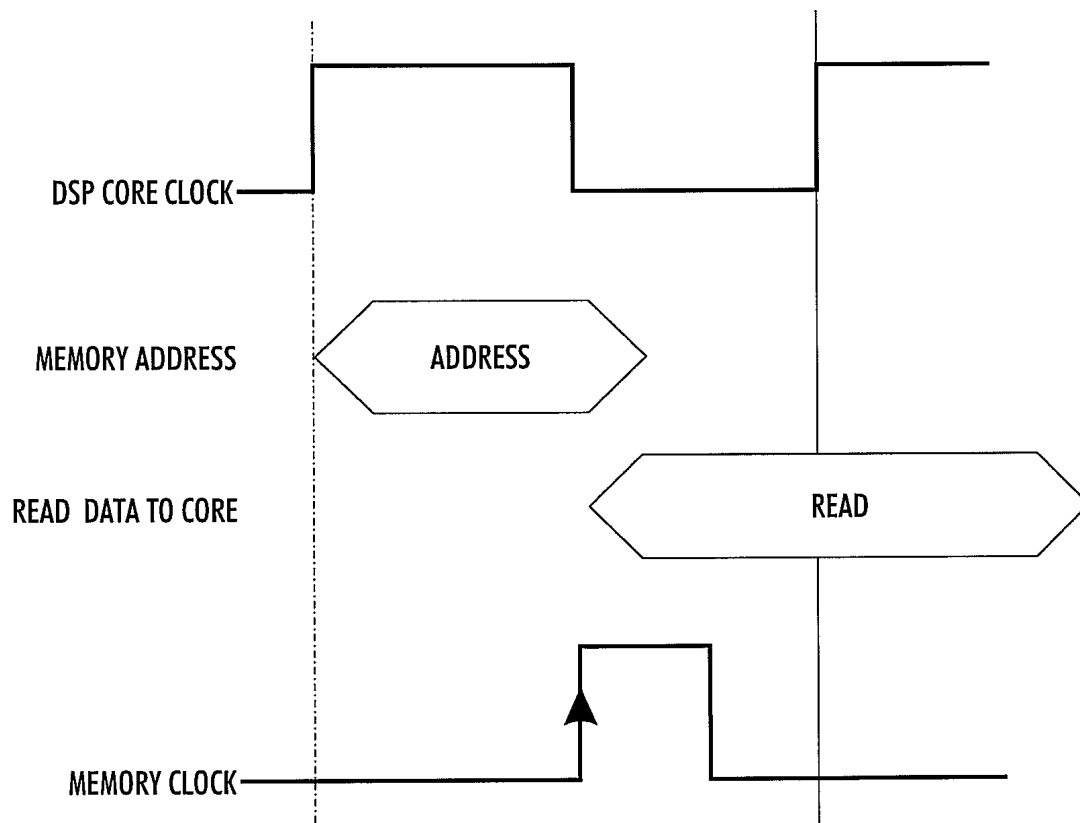 DSP CORE CLOCK
MEMORY ADDRESS
ADDRESS
READ DATA TO CORE
READ
MEMORY CLOCK